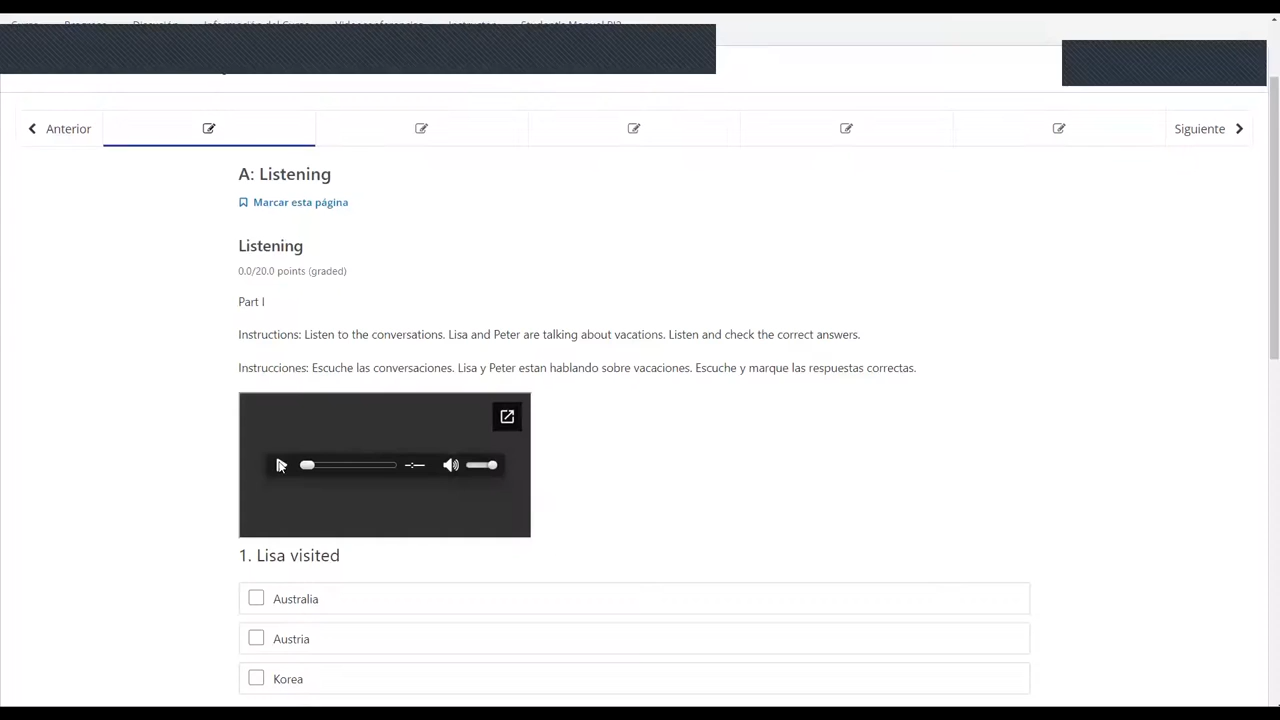 Anterior
Siguiente
A: Listening
Marcar esta página
Listening
0.0/20.0 points (graded)
Part I
Instructions: Listen to the conversations. Lisa and Peter are talking about vacations. Listen and check the correct answers.
Instrucciones: Escuche las conversaciones. Lisa y Peter estan hablando sobre vacaciones. Escuche y marque las respuestas correctas.
--:--
1. Lisa visited
Australia
Austria
Korea